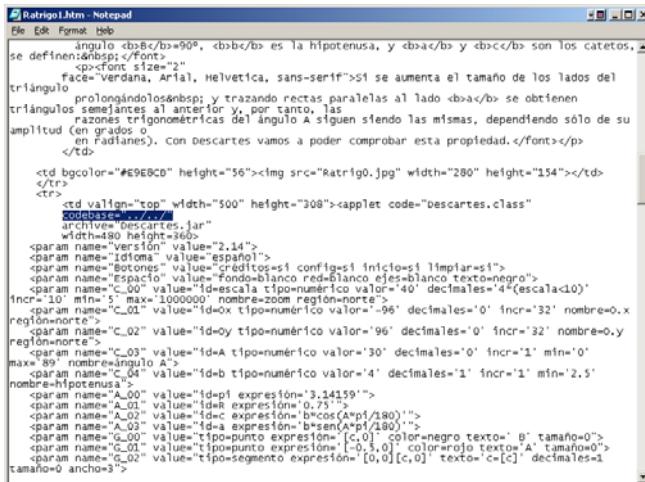 Ratrigo1.htm - Notepad
File Edit Format Help
ángulo <b>B</b>=90º, <b>b</b> es la hipotenusa, y <b>a</b> y <b>c</b> son los catetos,
se definen:&nbsp;</font>
<p><font size="2"
face="Verdana, Arial, Helvetica, sans-serif">Si se aumenta el tamaño de los lados del
triángulo
prolongándolos&nbsp; y trazando rectas paralelas al lado <b>a</b> se obtienen
triángulos semejantes al anterior y, por tanto, las
razones trigonométricas del ángulo A siguen siendo las mismas, dependiendo sólo de su
amplitud (en grados o
en radianes). Con Descartes vamos a poder comprobar esta propiedad.</font></p>
</td>
<td bgcolor="#E9E8CB" height="56"><img src="Ratrig0.jpg" width="280" height="154"></td>
</tr>
<tr>
<td valign="top" width="500" height="308"><applet code="Descartes.class"
codebase="../../"
archive="Descartes.jar"
width=480 height=360>
<param name="Versión" value="2.14">
<param name="Idioma" value="español">
<param name="Botones" value="créditos=sí config=sí inicio=sí limpiar=sí">
<param name="Espacio" value="fondo=blanco red=blanco ejes=blanco texto=negro">
<param name="C_00" value="id=escala tipo=numérico valor='40' decimales='4*(escala<10)'
incr='10' min='5' max='1000000' nombre=zoom región=norte">
<param name="C_01" value="id=Ox tipo=numérico valor='-96' decimales='0' incr='32' nombre=O.x
región=norte">
<param name="C_02" value="id=Oy tipo=numérico valor='96' decimales='0' incr='32' nombre=O.y
región=norte">
<param name="C_03" value="id=A tipo=numérico valor='30' decimales='0' incr='1' min='0'
max='89' nombre=ángulo A">
<param name="C_04" value="id=b tipo=numérico valor='4' decimales='1' incr='1' min='2.5'
nombre=hipotenusa">
<param name="A_00" value="id=pi expresión='3.14159'">
<param name="A_01" value="id=R expresión='0.75'">
<param name="A_02" value="id=c expresión='b*cos(A*pi/180)'">
<param name="A_03" value="id=a expresión='b*sen(A*pi/180)'">
<param name="G_00" value="tipo=punto expresión='[c,0]' color=negro texto=' B' tamaño=0">
<param name="G_01" value="tipo=punto expresión='[-0.5,0]' color=rojo texto='A' tamaño=0">
<param name="G_02" value="tipo=segmento expresión='[0,0][c,0]' texto='c=[c]' decimales=1
tamaño=0 ancho=3">